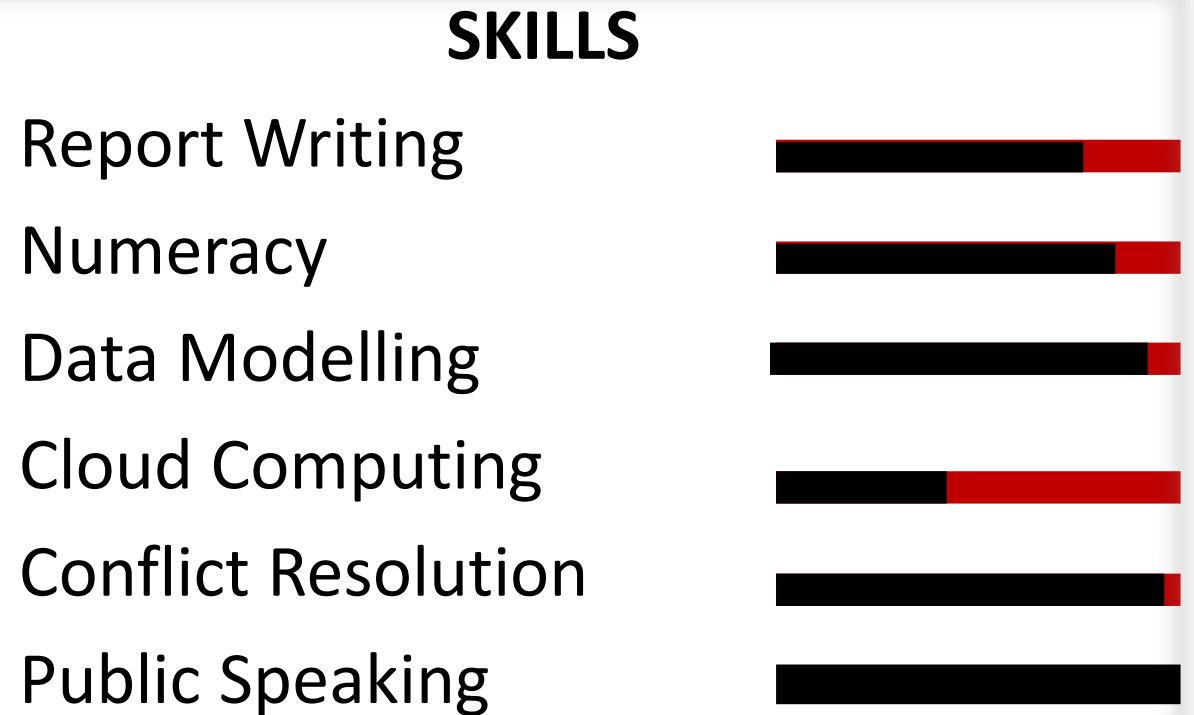 SKILLS
Report Writing
Numeracy
Data Modelling
Cloud Computing
Conflict Resolution
Public Speaking